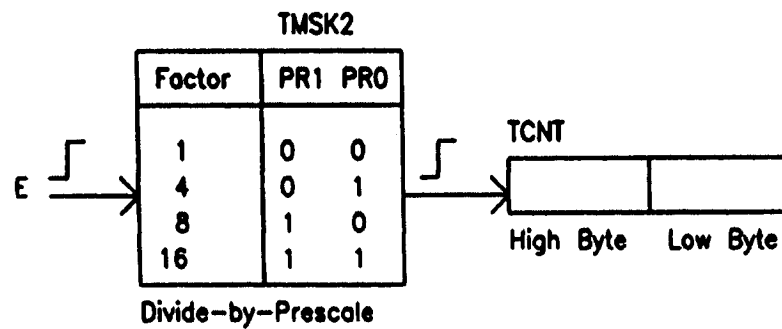 TMSK2
Factor PR1 PR0
1 0 0
4 0 1
8 1 0
16 1 1
E
Divide-by-Prescale
TCNT
High Byte Low Byte